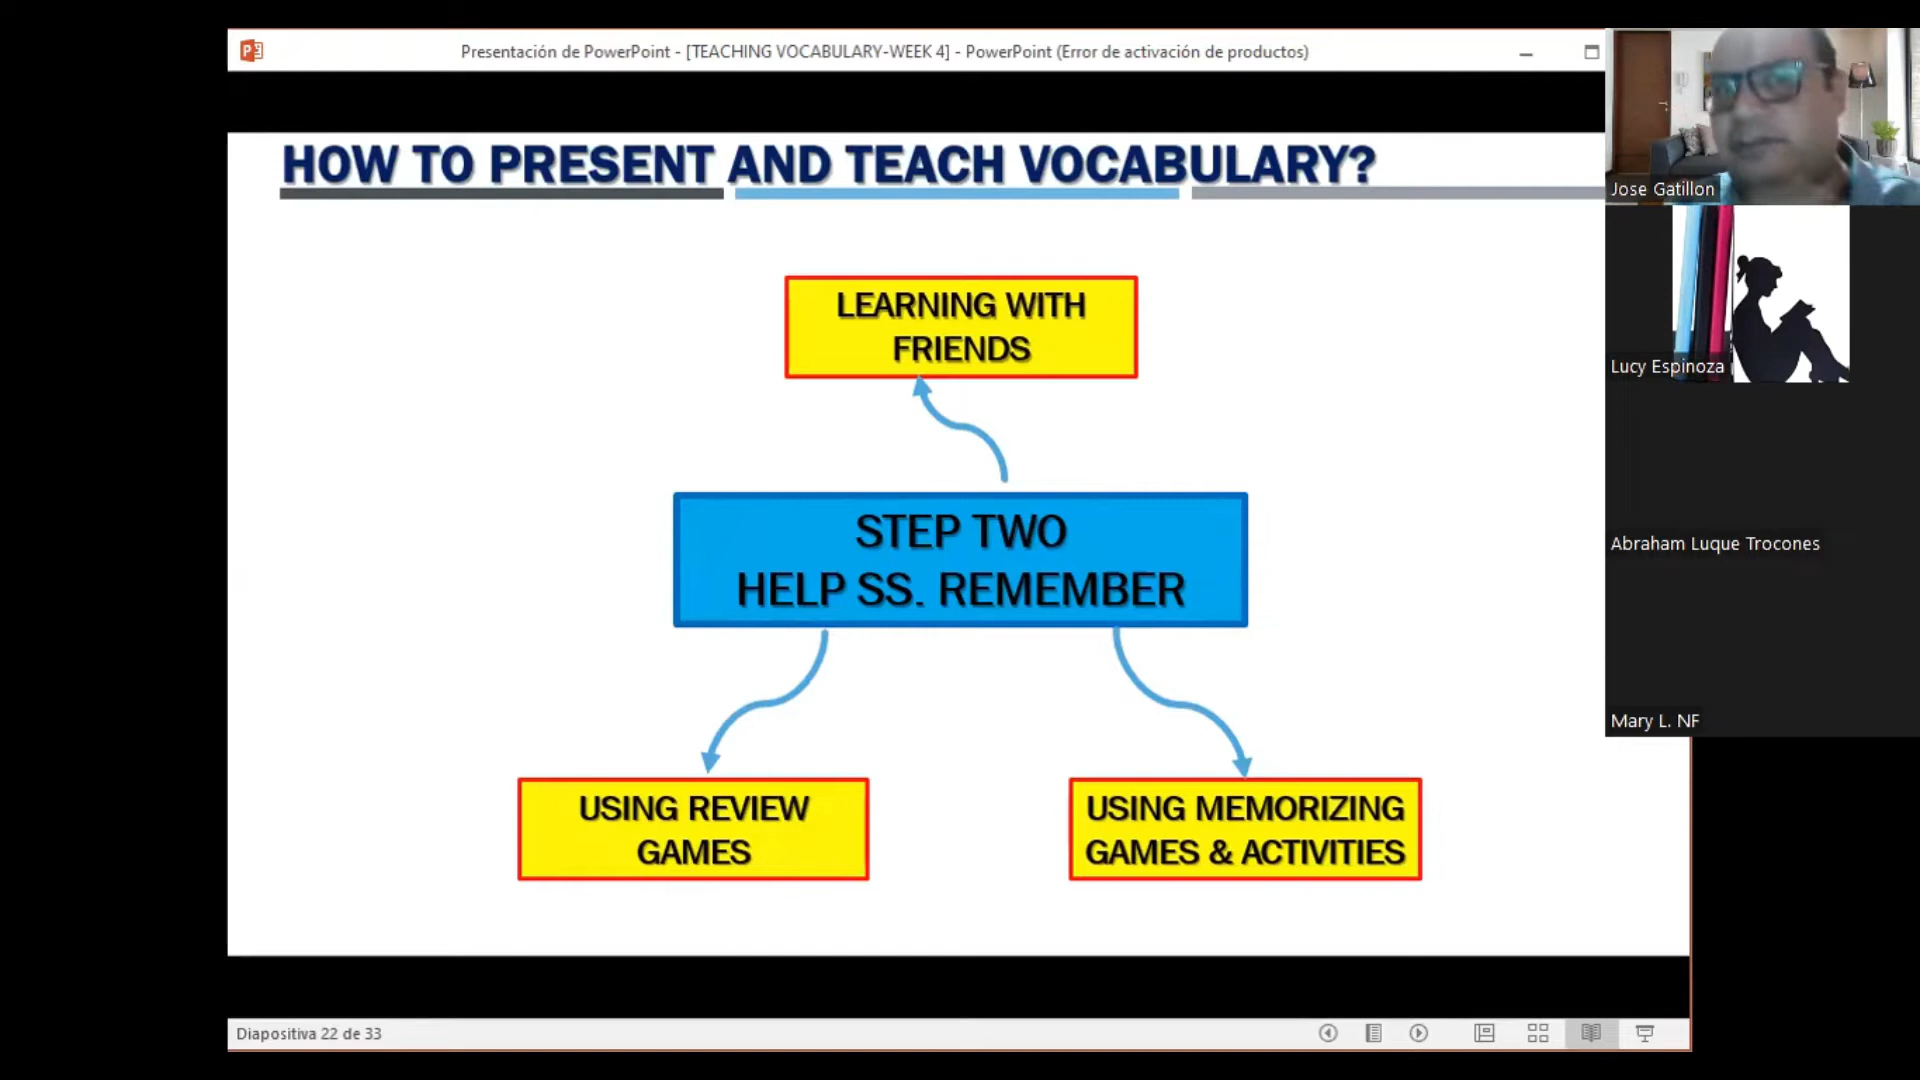 Presentación de PowerPoint - [TEACHING VOCABULARY-WEEK 4] - PowerPoint (Error de activación de productos)
HOW TO PRESENT AND TEACH VOCABULARY?
LEARNING WITH
FRIENDS
STEP TWO
HELP SS. REMEMBER
USING REVIEW
GAMES
USING MEMORIZING
GAMES & ACTIVITIES
Jose Gatillon
Lucy Espinoza
Abraham Luque Trocones
Mary L. NF
Diapositiva 22 de 33